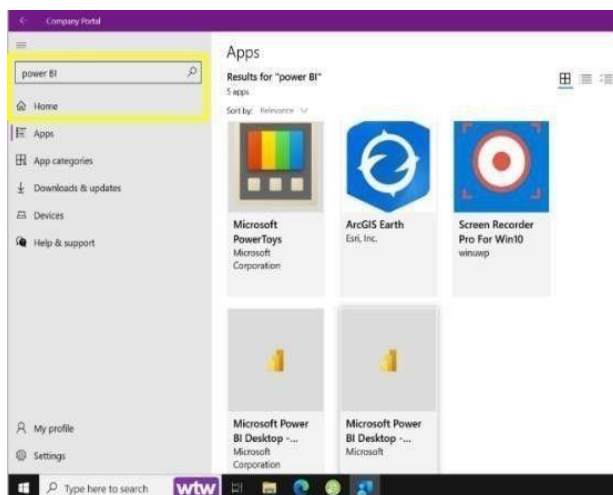 Company Portal
power BI
Home
Apps
App categories
Downloads & updates
Devices
Help & support
My profile
Settings
Apps
Results for "power BI"
5 apps
Sort by: Relevance
Microsoft
PowerToys
Microsoft
Corporation
ArcGIS Earth
Esri, Inc.
Screen Recorder
Pro For Win10
winuwp
Microsoft Power
BI Desktop -...
Microsoft
Corporation
Microsoft Power
BI Desktop -...
Microsoft
Type here to search
wtw